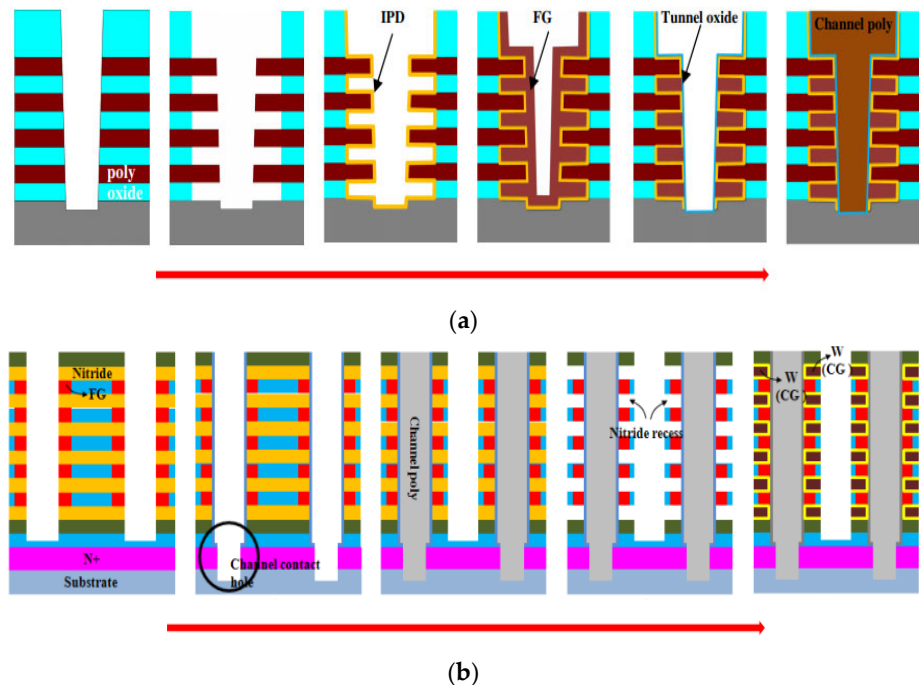 IPD
FG
Tunnel oxide
Channel poly
poly
oxide
(a)
Nitride
FG
N+
Substrate
Channel contact
hole
Channel poly
Nitride recess
W
(CG)
W
(CG )
(b)